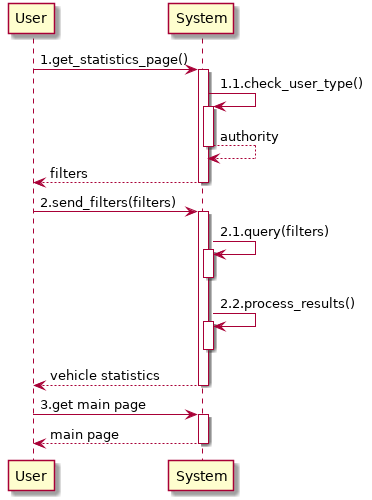 User
System
1.get_statistics_page()
1.1.check_user_type()
authority
filters
2.send_filters(filters)
2.1.query(filters)
2.2.process_results()
vehicle statistics
3.get main page
main page
User
System